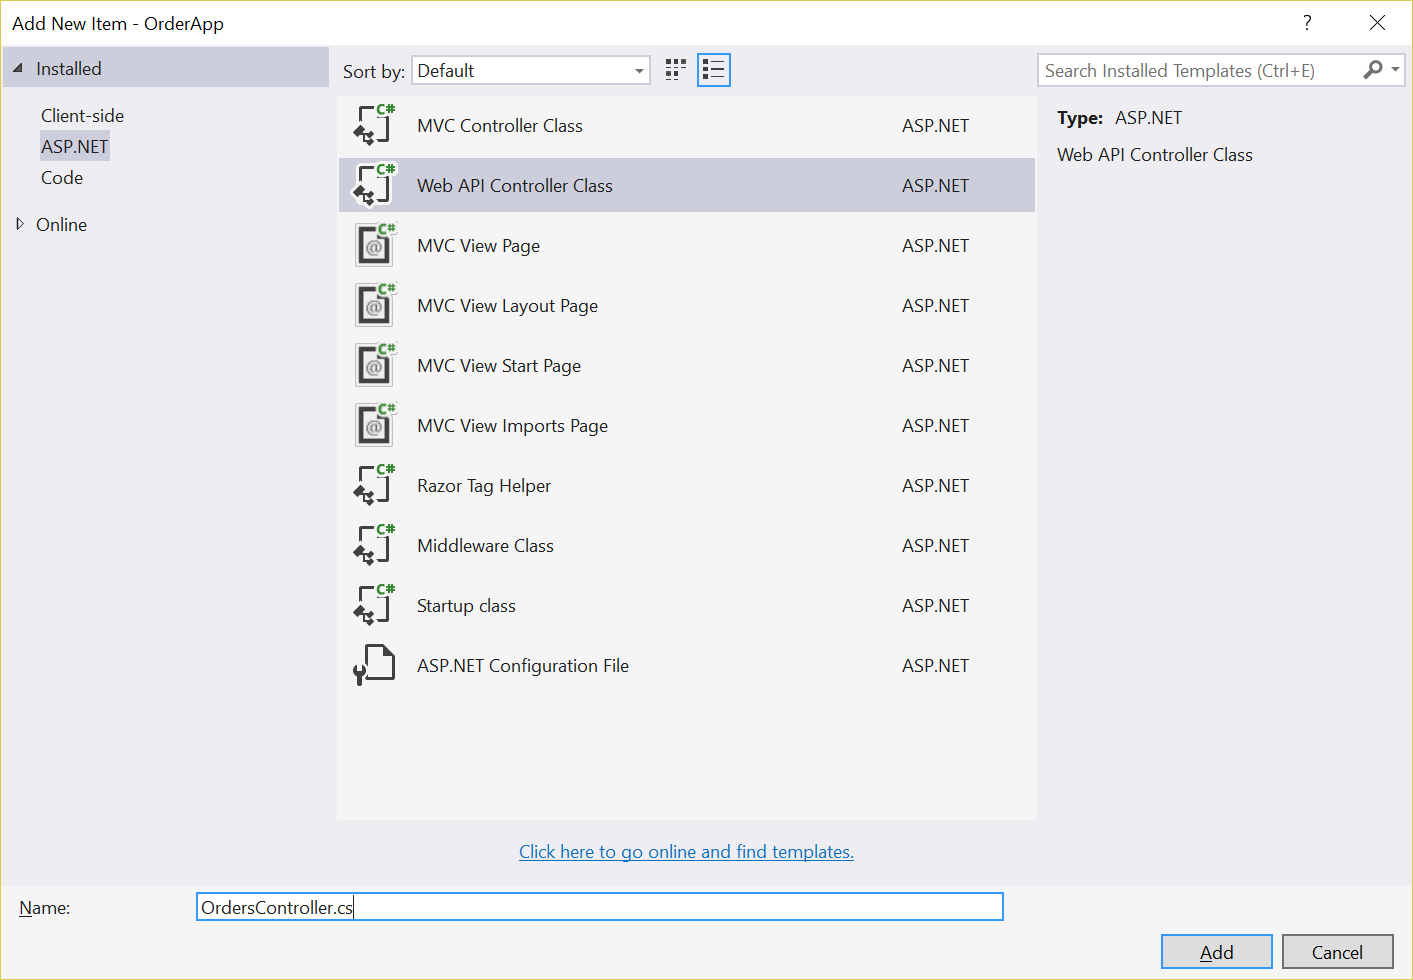 Add New Item - OrderApp
?
Installed
Client-side
ASP.NET
Code
Online
Sort by: Default
Search Installed Templates (Ctrl+E)
C# MVC Controller Class ASP.NET
C# Web API Controller Class ASP.NET
C# @ MVC View Page ASP.NET
C# @ MVC View Layout Page ASP.NET
C# @ MVC View Start Page ASP.NET
C# @ MVC View Imports Page ASP.NET
C# Razor Tag Helper ASP.NET
C# Middleware Class ASP.NET
C# Startup class ASP.NET
ASP.NET Configuration File ASP.NET
Type: ASP.NET
Web API Controller Class
Click here to go online and find templates.
Name: OrdersController.cs
Add Cancel